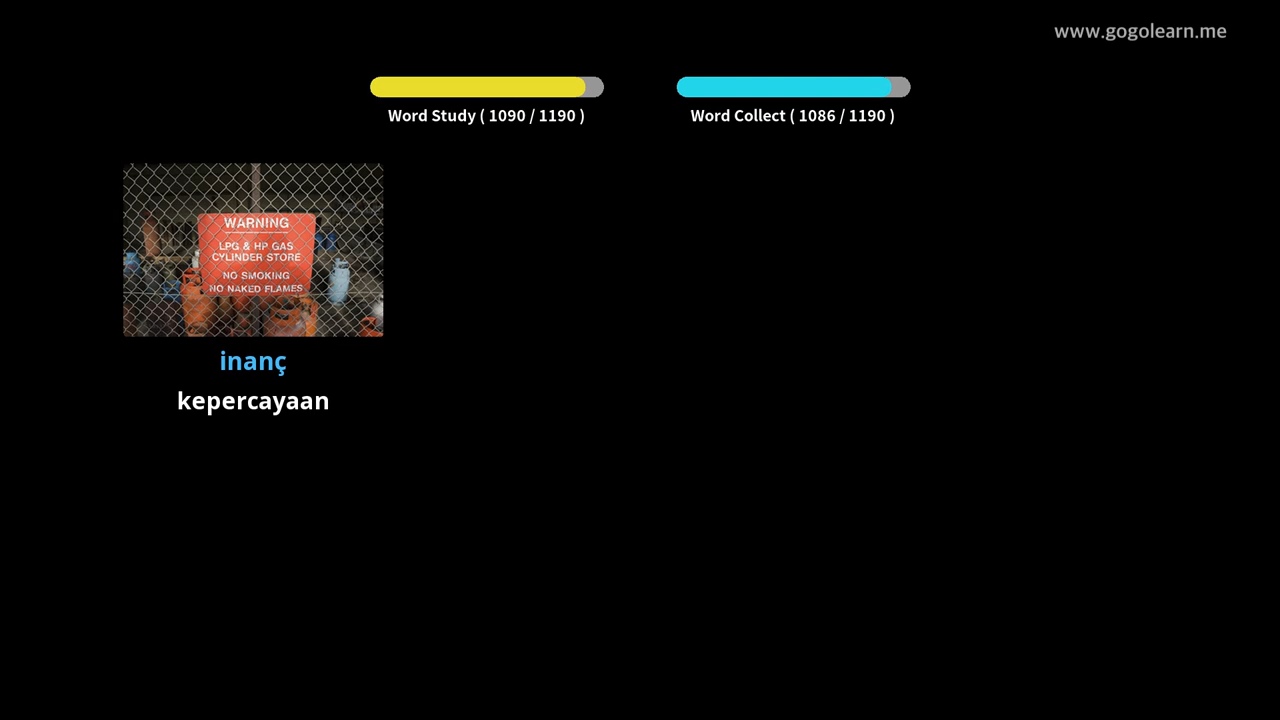 www.gogolearn.me
Word Study ( 1090 / 1190 )
Word Collect ( 1086 / 1190 )
WARNING
LPG & HP GAS
CYLINDER STORE
NO SMOKING
NO NAKED FLAMES
inanç
kepercayaan